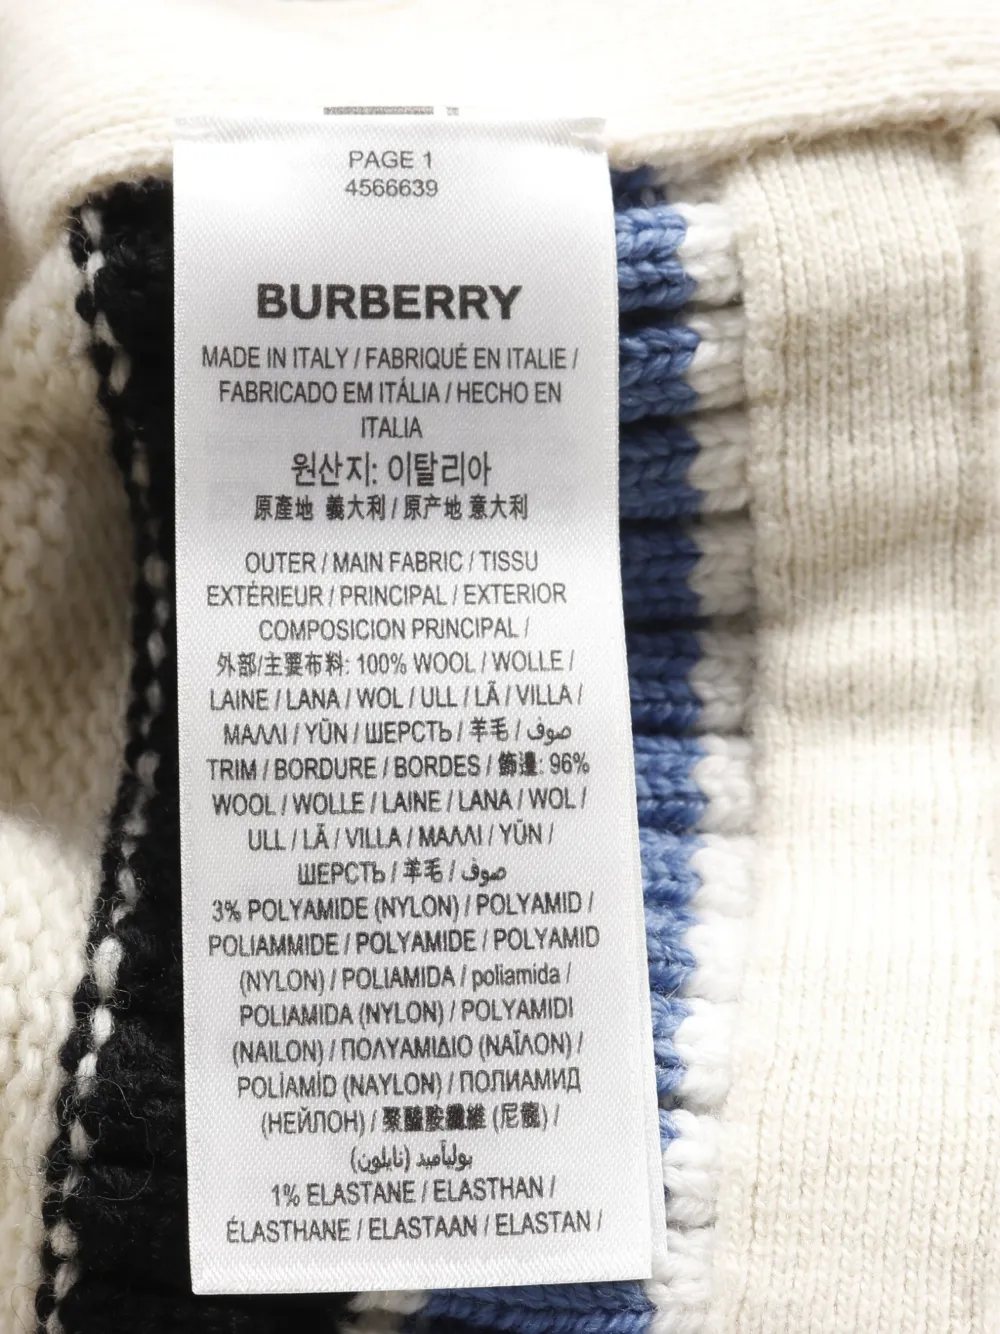 PAGE 1
4566639
BURBERRY
MADE IN ITALY / FABRIQUÉ EN ITALIE /
FABRICADO EM ITÁLIA / HECHO EN
ITALIA
원산지: 이탈리아
原產地 義大利 / 原产地 意大利
OUTER / MAIN FABRIC / TISSU
EXTÉRIEUR / PRINCIPAL / EXTERIOR
COMPOSICION PRINCIPAL /
外部/主要布料: 100% WOOL / WOLLE /
LAINE / LANA / WOL / ULL / LÃ / VILLA /
ΜΑΛΛΙ / YŪN / ШЕРСТЬ / 羊毛 / صوف
TRIM / BORDURE / BORDES / 飾邊: 96%
WOOL / WOLLE / LAINE / LANA / WOL /
ULL / LÃ / VILLA / ΜΑΛΛΙ / YŪN /
ШЕРСТЬ / 羊毛 / صوف
3% POLYAMIDE (NYLON) / POLYAMID /
POLIAMMIDE / POLYAMIDE / POLYAMID
(NYLON) / POLIAMIDA / poliamida /
POLIAMIDA (NYLON) / POLYAMIDI
(NAILON) / ΠΟΛΥΑΜΙΔΙΟ (ΝΑΪΛΟΝ) /
POLİAMİD (NAYLON) / ПОЛИАМИД
(НЕЙЛОН) / 聚醯胺纖維 (尼龍) /
بولياميد (نايلون)
1% ELASTANE / ELASTHAN /
ÉLASTHANE / ELASTAAN / ELASTAN /